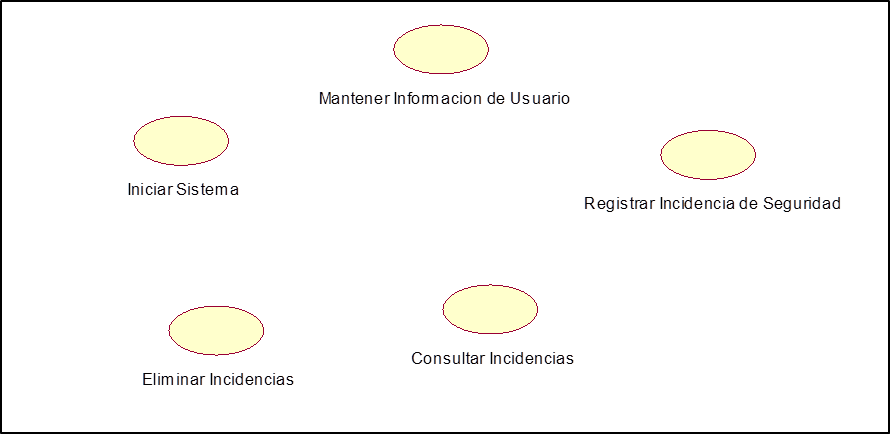 Mantener Informacion de Usuario
Iniciar Sistema
Registrar Incidencia de Seguridad
Consultar Incidencias
Eliminar Incidencias